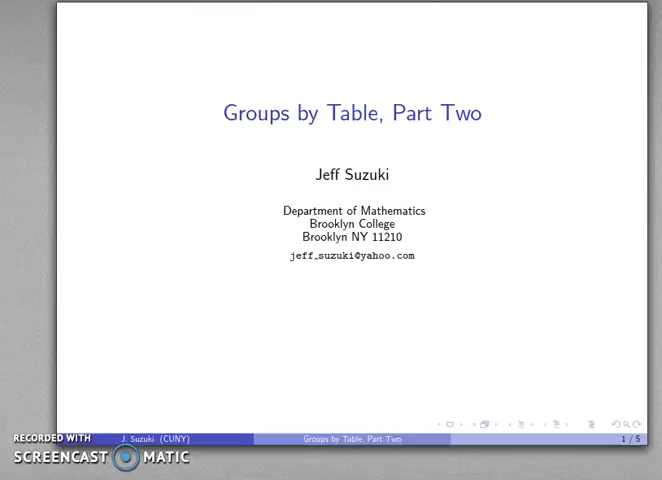 Groups by Table, Part Two
Jeff Suzuki
Department of Mathematics
Brooklyn College
Brooklyn NY 11210
jeff_suzuki@yahoo.com
J. Suzuki (CUNY)
Groups by Table, Part Two
1 / 5
RECORDED WITH
SCREENCAST MATIC